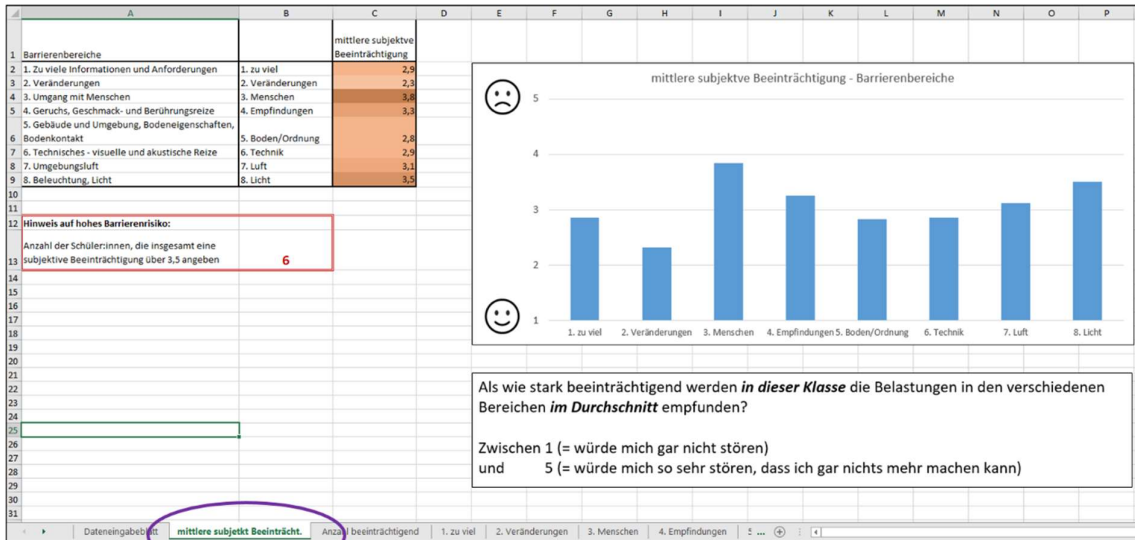 A B C D E F G H I J K L M N O P
mittlere subjektve
1 Barrierenbereiche Beeinträchtigung
2 1. Zu viele Informationen und Anforderungen 1. zu viel 2,9
3 2. Veränderungen 2. Veränderungen 2,3
4 3. Umgang mit Menschen 3. Menschen 3,8
5 4. Geruchs, Geschmack- und Berührungsreize 4. Empfindungen 3,3
5. Gebäude und Umgebung, Bodeneigenschaften,
6 Bodenkontakt 5. Boden/Ordnung 2,8
7 6. Technisches - visuelle und akustische Reize 6. Technik 2,9
8 7. Umgebungsluft 7. Luft 3,1
9 8. Beleuchtung, Licht 8. Licht 3,5
10
11
12 Hinweis auf hohes Barrierenrisiko:
Anzahl der Schüler:innen, die insgesamt eine
13 subjektive Beeinträchtigung über 3,5 angeben 6
14
15
16
17
18
19
20
21
22
23
24
25
26
27
28
29
30
31
mittlere subjektve Beeinträchtigung - Barrierenbereiche
5
4
3
2
1
1. zu viel 2. Veränderungen 3. Menschen 4. Empfindungen 5. Boden/Ordnung 6. Technik 7. Luft 8. Licht
Als wie stark beeinträchtigend werden in dieser Klasse die Belastungen in den verschiedenen
Bereichen im Durchschnitt empfunden?
Zwischen 1 (= würde mich gar nicht stören)
und 5 (= würde mich so sehr stören, dass ich gar nichts mehr machen kann)
Dateneingabeblatt mittlere subjetkt Beeinträcht. Anzahl beeinträchtigend 1. zu viel 2. Veränderungen 3. Menschen 4. Empfindungen 5 ...